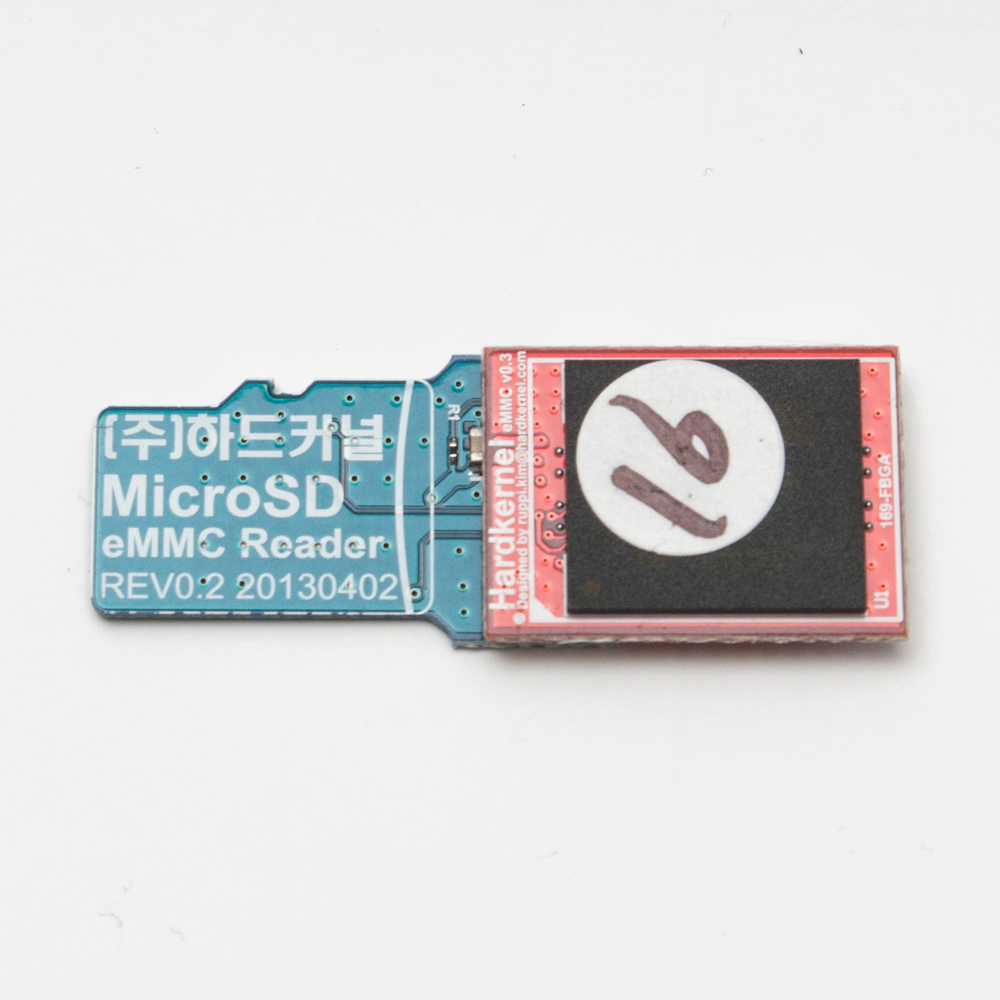 (주)하드커널
MicroSD
eMMC Reader
REV0.2 20130402
R1
Hardkernel eMMC v0.3
Designed by ruppi.kim@hardkernel.com
91
U1 169-FBGA